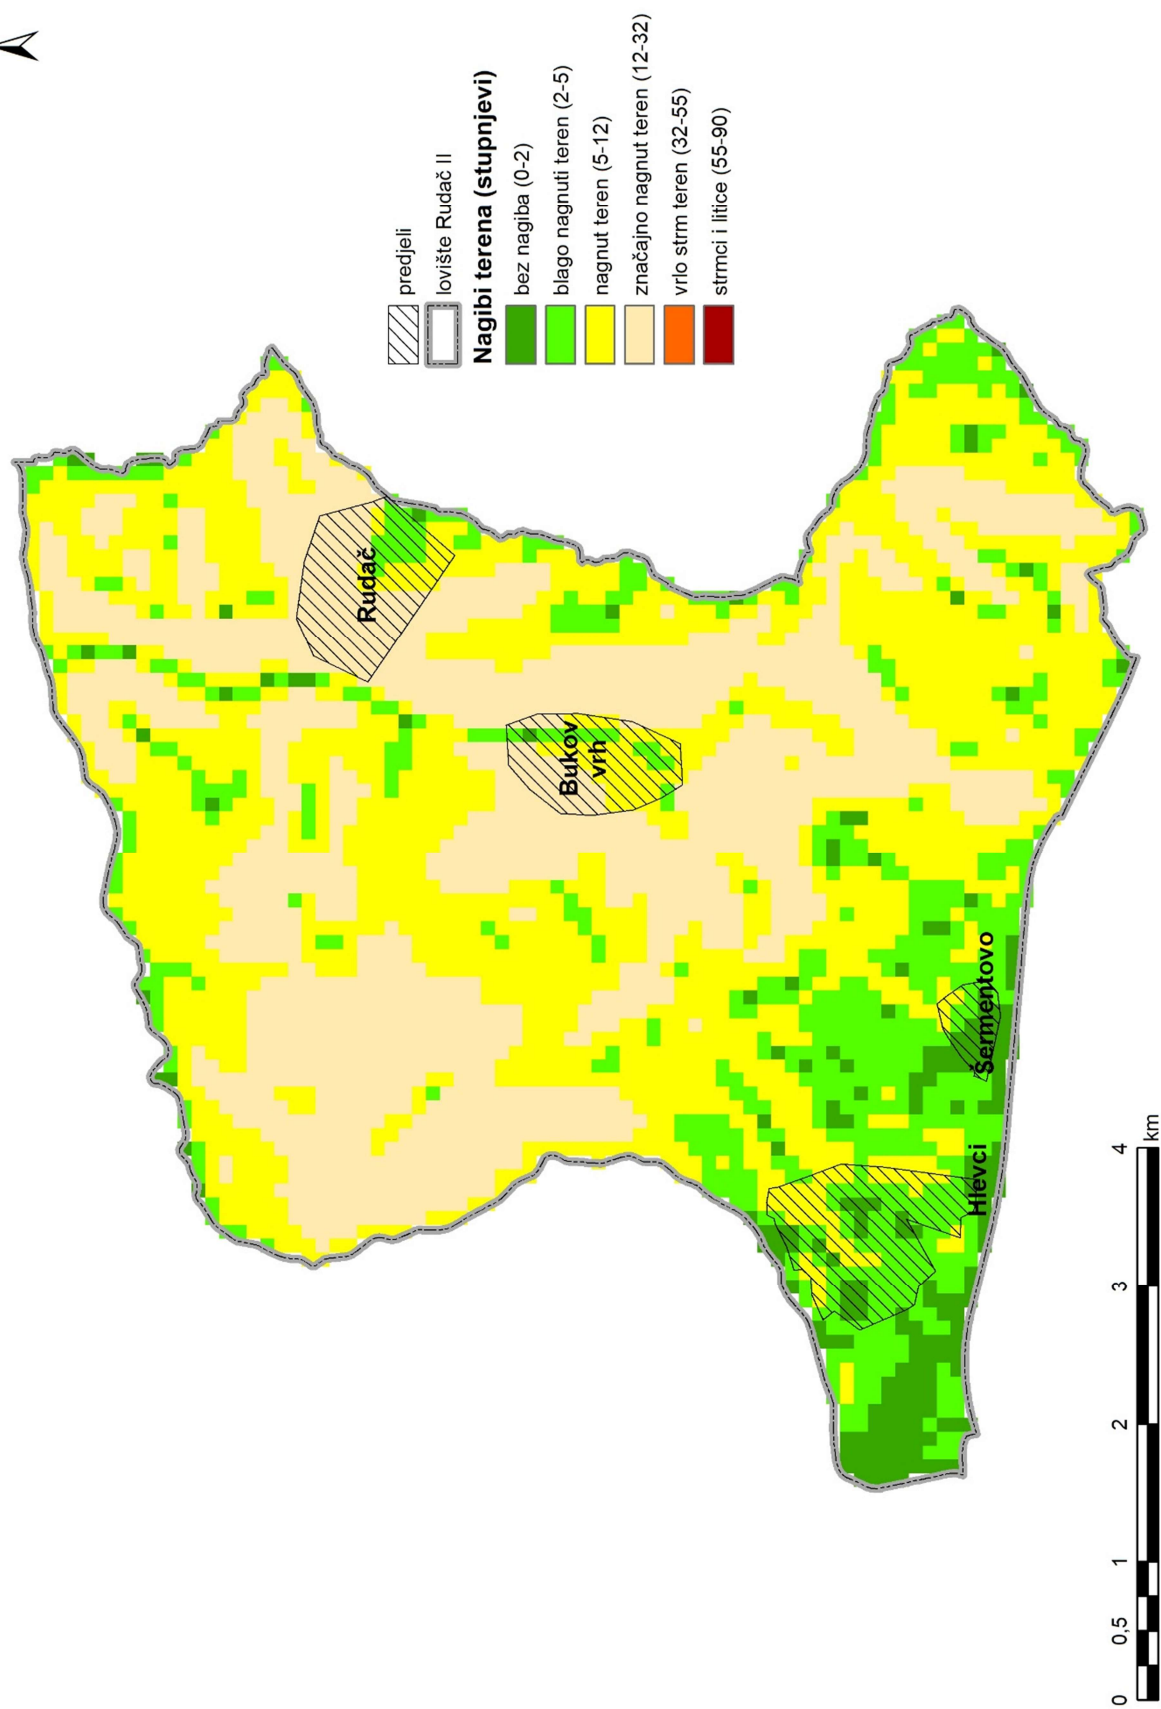 Rudač
Bukov
vrh
Šermentovo
Hlevci
predjeli
lovište Rudač II
Nagibi terena (stupnjevi)
bez nagiba (0-2)
blago nagnuti teren (2-5)
nagnut teren (5-12)
značajno nagnut teren (12-32)
vrlo strm teren (32-55)
strmci i litice (55-90)
0 0,5 1 2 3 4
km